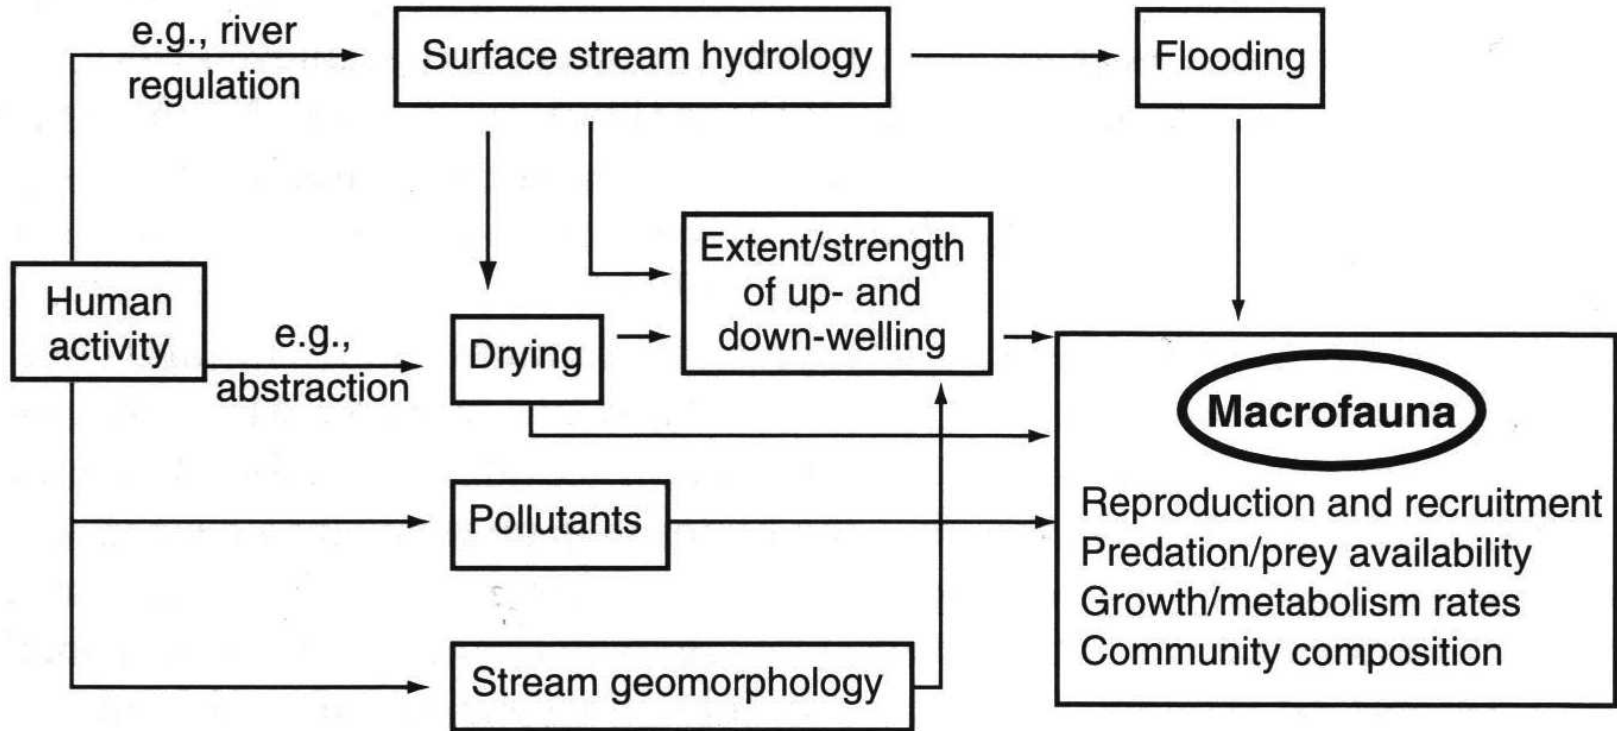 e.g., river
regulation
Surface stream hydrology
Flooding
Human
activity
e.g.,
abstraction
Drying
Extent/strength
of up- and
down-welling
Macrofauna
Reproduction and recruitment
Predation/prey availability
Growth/metabolism rates
Community composition
Pollutants
Stream geomorphology